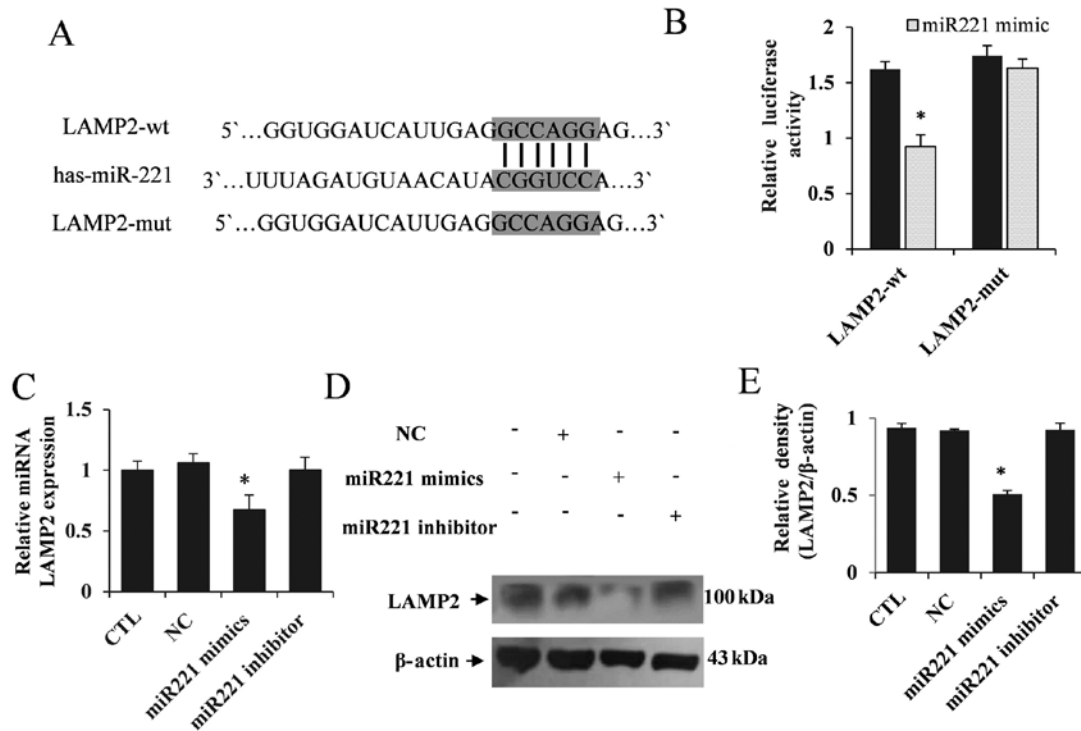 A
LAMP2-wt 5`...GGUGGAUCAUUGAGGCCAGGAG...3`
has-miR-221 3`...UUUAGAUGUAACAUACGGUCCA...3`
LAMP2-mut 5`...GGUGGAUCAUUGAGGCCAGGAG...3`
B
miR221 mimic
Relative luciferase
activity
2
1.5
1
0.5
0
*
LAMP2-wt
LAMP2-mut
C
Relative miRNA
LAMP2 expression
1.5
1
0.5
0
*
CTL
NC
miR221 mimics
miR221 inhibitor
D
NC - + - -
miR221 mimics - - + -
miR221 inhibitor - - - +
LAMP2 100 kDa
β-actin 43 kDa
E
Relative density
(LAMP2/β-actin)
1
0.5
0
*
CTL
NC
miR221 mimics
miR221 inhibitor